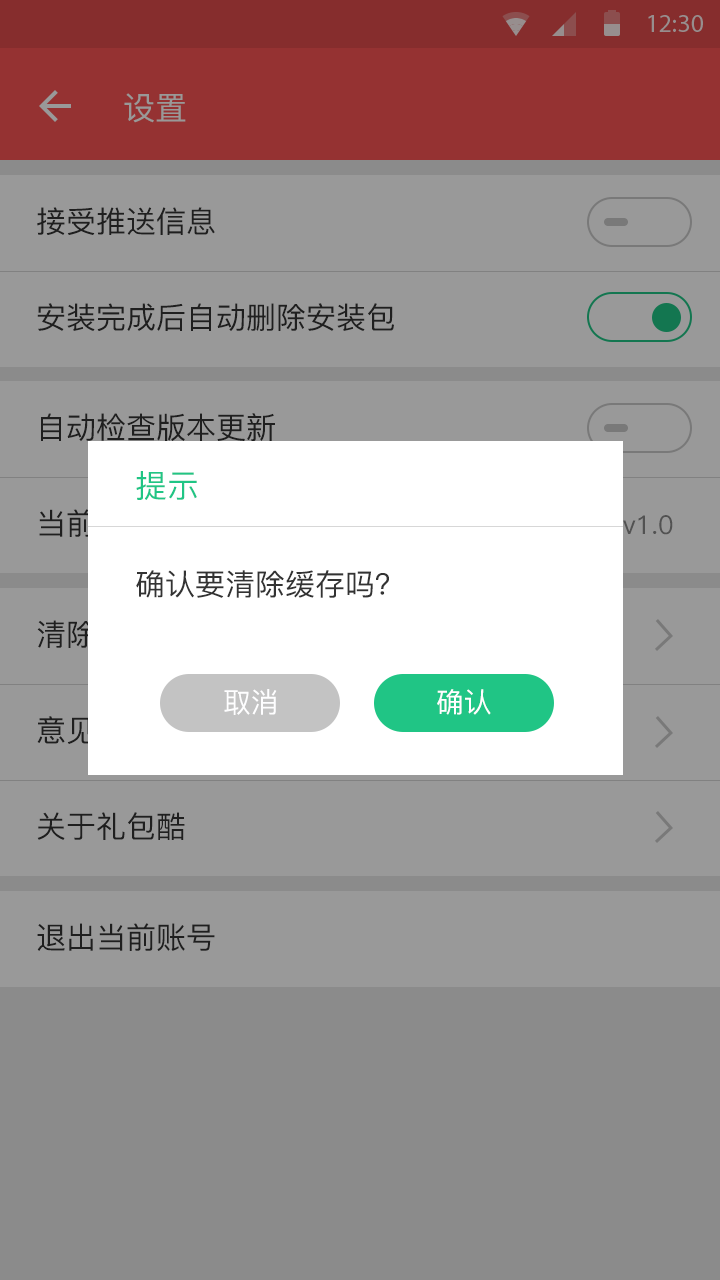 12:30
设置
接受推送信息
安装完成后自动删除安装包
自动检查版本更新
当前
v1.0
提示
确认要清除缓存吗?
清除
取消
确认
意见
关于礼包酷
退出当前账号